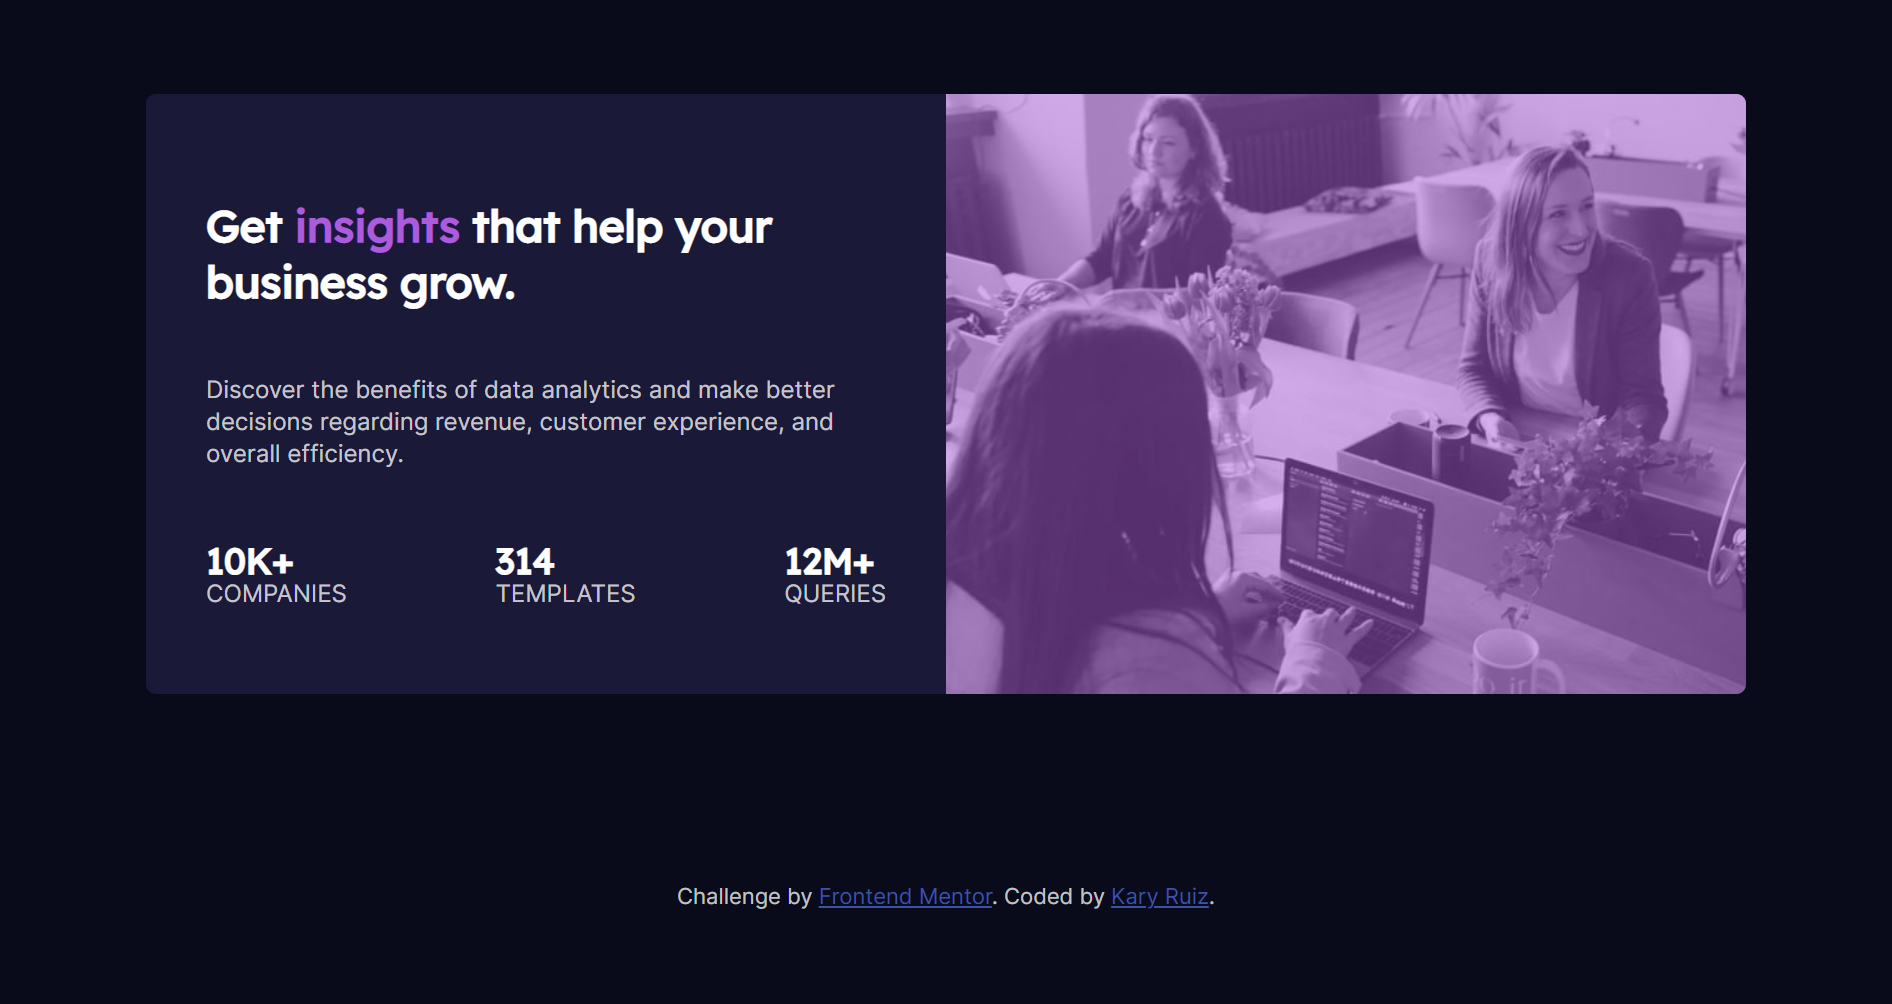 Get insights that help your
business grow.
Discover the benefits of data analytics and make better
decisions regarding revenue, customer experience, and
overall efficiency.
10K+
COMPANIES
314
TEMPLATES
12M+
QUERIES
Challenge by Frontend Mentor. Coded by Kary Ruiz.